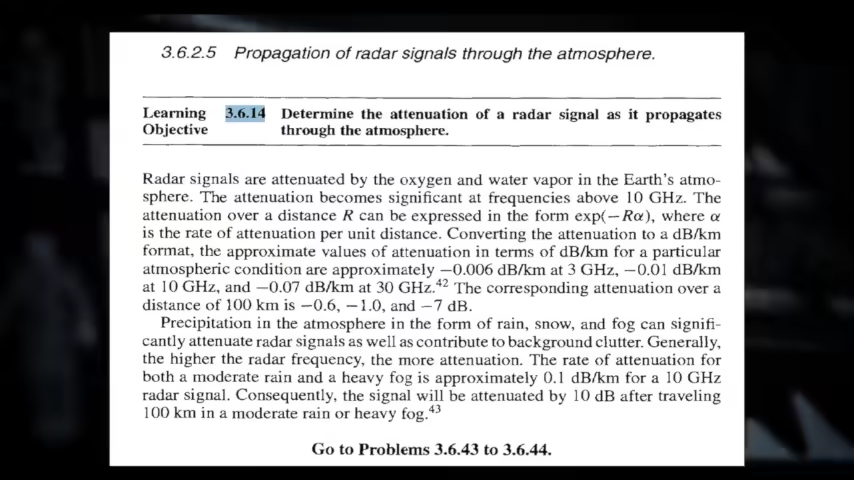 3.6.2.5 Propagation of radar signals through the atmosphere.
Learning 3.6.14 Determine the attenuation of a radar signal as it propagates
Objective through the atmosphere.
Radar signals are attenuated by the oxygen and water vapor in the Earth's atmo-
sphere. The attenuation becomes significant at frequencies above 10 GHz. The
attenuation over a distance R can be expressed in the form exp(−Rα), where α
is the rate of attenuation per unit distance. Converting the attenuation to a dB/km
format, the approximate values of attenuation in terms of dB/km for a particular
atmospheric condition are approximately −0.006 dB/km at 3 GHz, −0.01 dB/km
at 10 GHz, and −0.07 dB/km at 30 GHz.42 The corresponding attenuation over a
distance of 100 km is −0.6, −1.0, and −7 dB.
Precipitation in the atmosphere in the form of rain, snow, and fog can signifi-
cantly attenuate radar signals as well as contribute to background clutter. Generally,
the higher the radar frequency, the more attenuation. The rate of attenuation for
both a moderate rain and a heavy fog is approximately 0.1 dB/km for a 10 GHz
radar signal. Consequently, the signal will be attenuated by 10 dB after traveling
100 km in a moderate rain or heavy fog.43
Go to Problems 3.6.43 to 3.6.44.